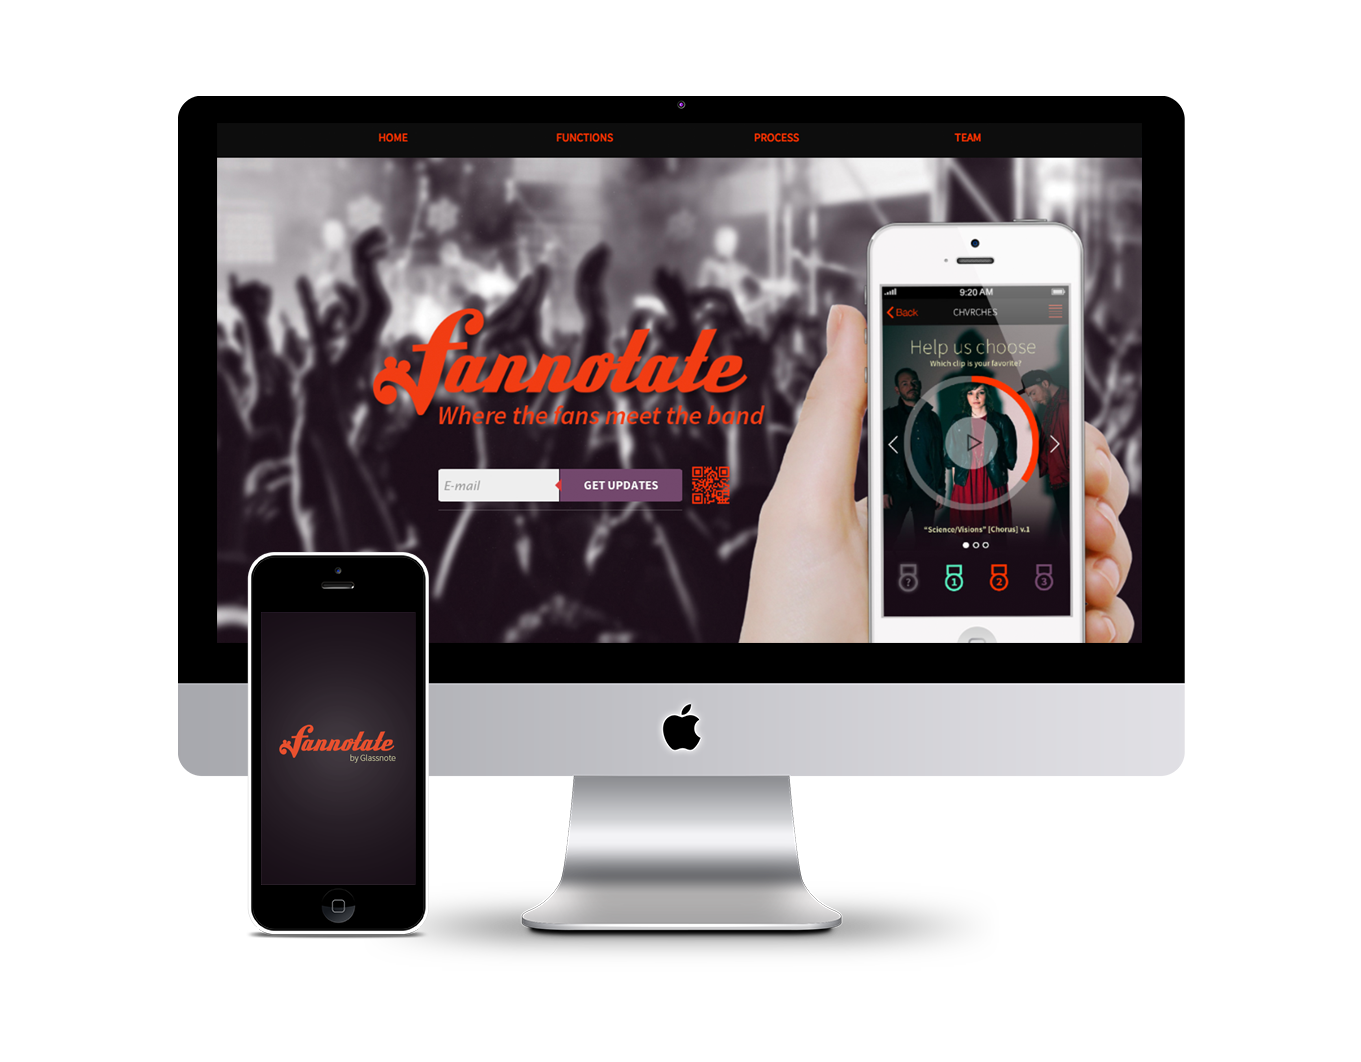 HOME FUNCTIONS PROCESS TEAM
fannotate
Where the fans meet the band
E-mail GET UPDATES
9:20 AM
Back CHVRCHES
Help us choose
Which clip is your favorite?
"Science/Visions" [Chorus] v.1
? 1 2 3
fannotate
by Glassnote